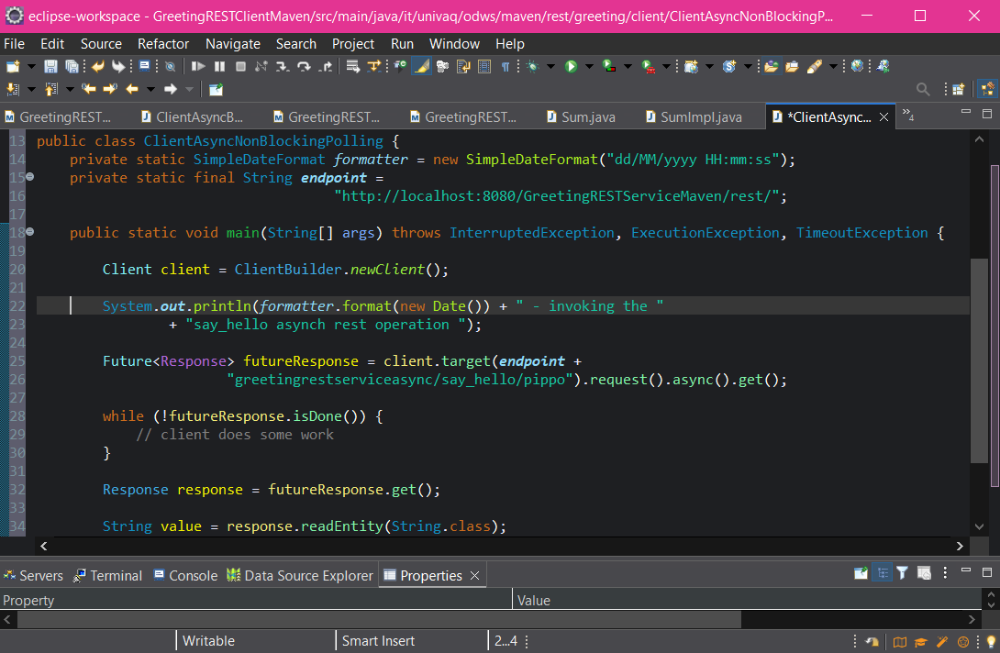 eclipse-workspace - GreetingRESTClientMaven/src/main/java/it/univaq/odws/maven/rest/greeting/client/ClientAsyncNonBlockingP...
File Edit Source Refactor Navigate Search Project Run Window Help
GreetingREST... ClientAsyncB... GreetingREST... GreetingREST... Sum.java SumImpl.java *ClientAsync... »4
13 public class ClientAsyncNonBlockingPolling {
14 private static SimpleDateFormat formatter = new SimpleDateFormat("dd/MM/yyyy HH:mm:ss");
15 private static final String endpoint =
16 "http://localhost:8080/GreetingRESTServiceMaven/rest/";
17
18 public static void main(String[] args) throws InterruptedException, ExecutionException, TimeoutException {
19
20 Client client = ClientBuilder.newClient();
21
22 System.out.println(formatter.format(new Date()) + " - invoking the "
23 + "say_hello asynch rest operation ");
24
25 Future<Response> futureResponse = client.target(endpoint +
26 "greetingrestserviceasync/say_hello/pippo").request().async().get();
27
28 while (!futureResponse.isDone()) {
29 // client does some work
30 }
31
32 Response response = futureResponse.get();
33
34 String value = response.readEntity(String.class);
Servers Terminal Console Data Source Explorer Properties
Property Value
Writable Smart Insert 2...4